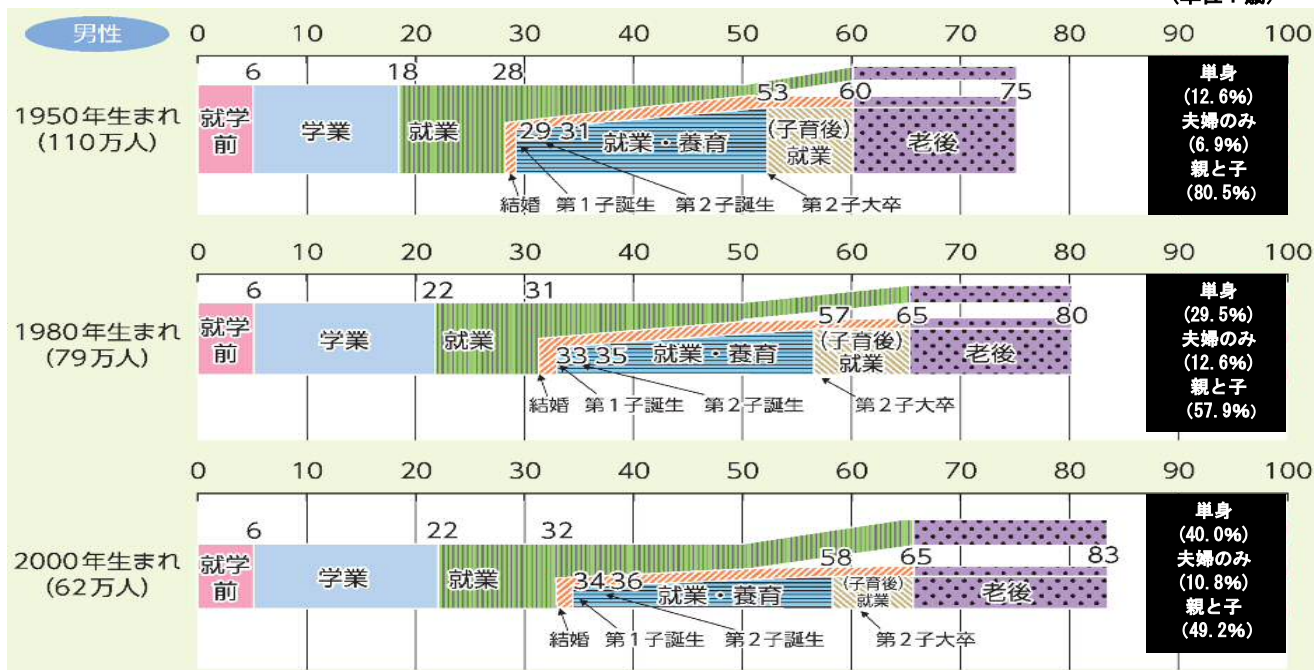 男性
0 10 20 30 40 50 60 70 80 90 100
6 18 28 53 60 75
1950年生まれ
(110万人)
就学
前
学業
就業
29 31
就業・養育
(子育後)
就業
老後
結婚 第1子誕生 第2子誕生 第2子大卒
単身
(12.6%)
夫婦のみ
(6.9%)
親と子
(80.5%)
0 10 20 30 40 50 60 70 80 90 100
6 22 31 57 65 80
1980年生まれ
(79万人)
就学
前
学業
就業
33 35
就業・養育
(子育後)
就業
老後
結婚 第1子誕生 第2子誕生 第2子大卒
単身
(29.5%)
夫婦のみ
(12.6%)
親と子
(57.9%)
0 10 20 30 40 50 60 70 80 90 100
6 22 32 58 65 83
2000年生まれ
(62万人)
就学
前
学業
就業
34 36
就業・養育
(子育後)
就業
老後
結婚 第1子誕生 第2子誕生 第2子大卒
単身
(40.0%)
夫婦のみ
(10.8%)
親と子
(49.2%)